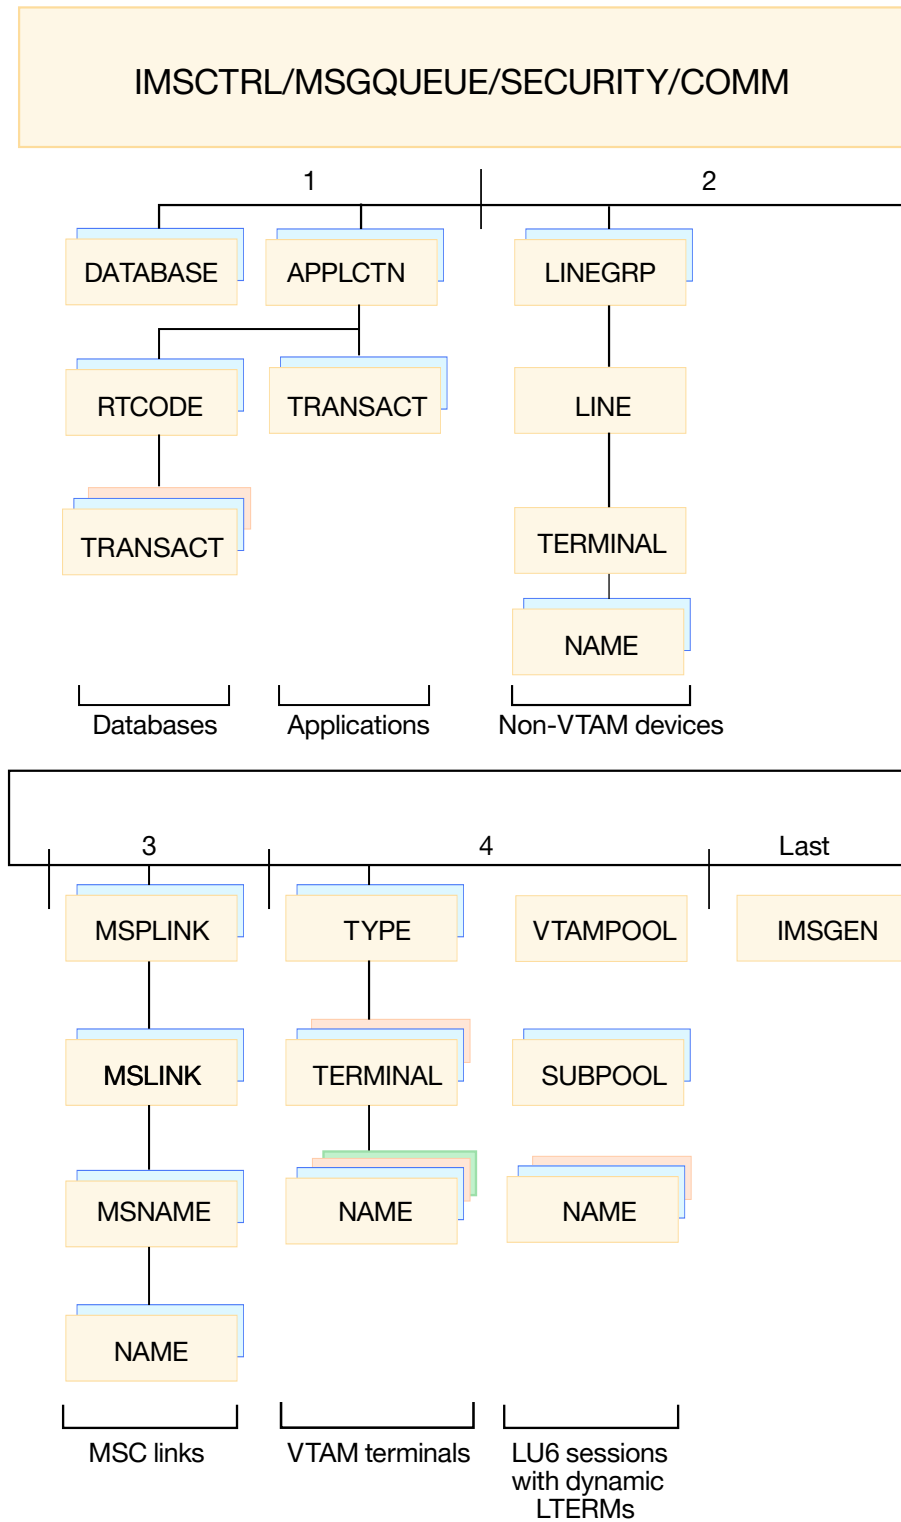 IMSCTRL/MSGQUEUE/SECURITY/COMM
1
2
DATABASE
APPLCTN
LINEGRP
RTCODE
TRANSACT
LINE
TRANSACT
TERMINAL
NAME
Databases
Applications
Non-VTAM devices
3
4
Last
MSPLINK
TYPE
VTAMPOOL
IMSGEN
MSLINK
TERMINAL
SUBPOOL
MSNAME
NAME
NAME
NAME
MSC links
VTAM terminals
LU6 sessions
with dynamic
LTERMs